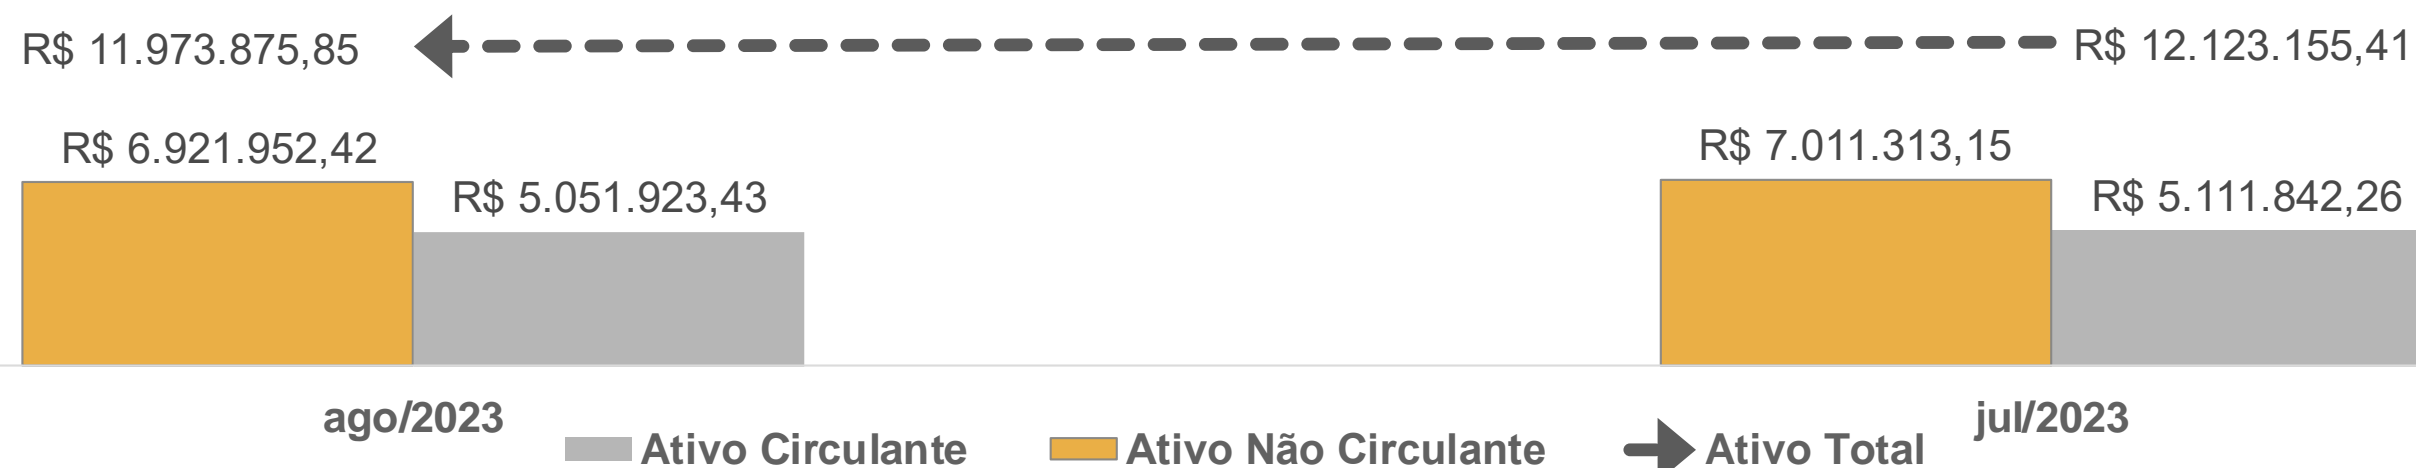 R$ 11.973.875,85
R$ 12.123.155,41
R$ 6.921.952,42
R$ 7.011.313,15
R$ 5.051.923,43
R$ 5.111.842,26
ago/2023
jul/2023
Ativo Circulante
Ativo Não Circulante
Ativo Total